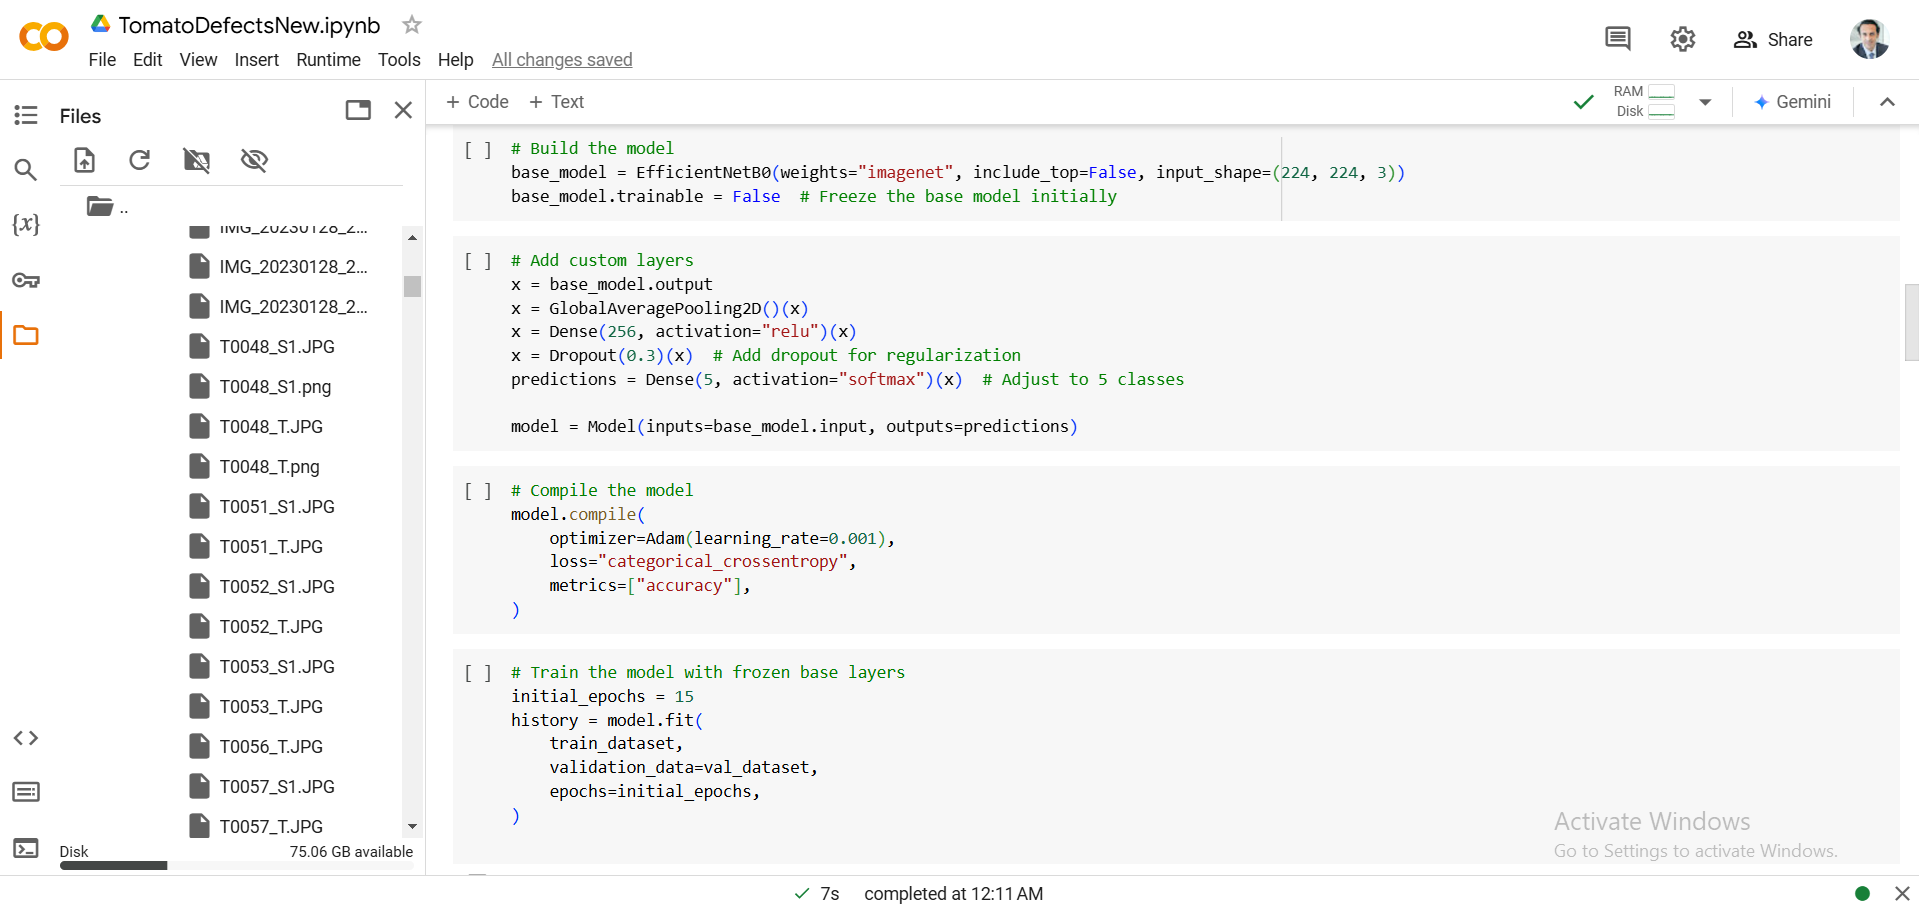 TomatoDefectsNew.ipynb
File Edit View Insert Runtime Tools Help All changes saved
Share
Files
+ Code + Text
RAM
Disk
Gemini
..
IMG_20230128_2...
IMG_20230128_2...
IMG_20230128_2...
T0048_S1.JPG
T0048_S1.png
T0048_T.JPG
T0048_T.png
T0051_S1.JPG
T0051_T.JPG
T0052_S1.JPG
T0052_T.JPG
T0053_S1.JPG
T0053_T.JPG
T0056_T.JPG
T0057_S1.JPG
T0057_T.JPG
Disk 75.06 GB available
[ ] # Build the model
base_model = EfficientNetB0(weights="imagenet", include_top=False, input_shape=(224, 224, 3))
base_model.trainable = False  # Freeze the base model initially
[ ] # Add custom layers
x = base_model.output
x = GlobalAveragePooling2D()(x)
x = Dense(256, activation="relu")(x)
x = Dropout(0.3)(x)  # Add dropout for regularization
predictions = Dense(5, activation="softmax")(x)  # Adjust to 5 classes
model = Model(inputs=base_model.input, outputs=predictions)
[ ] # Compile the model
model.compile(
    optimizer=Adam(learning_rate=0.001),
    loss="categorical_crossentropy",
    metrics=["accuracy"],
)
[ ] # Train the model with frozen base layers
initial_epochs = 15
history = model.fit(
    train_dataset,
    validation_data=val_dataset,
    epochs=initial_epochs,
)
Activate Windows
Go to Settings to activate Windows.
7s completed at 12:11 AM